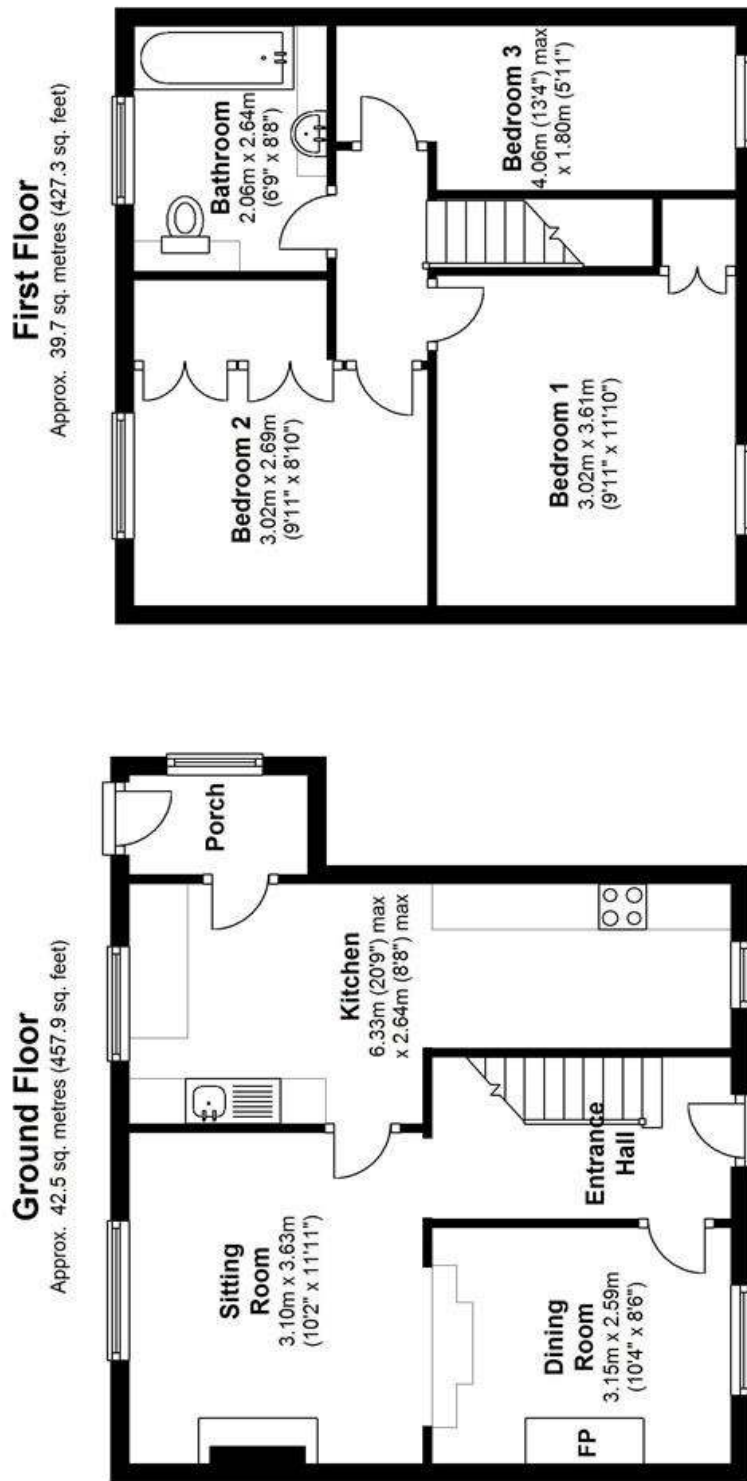 Ground Floor
Approx. 42.5 sq. metres (457.9 sq. feet)
Sitting
Room
3.10m x 3.63m
(10'2" x 11'11")
Kitchen
6.33m (20'9") max
x 2.64m (8'8") max
Porch
Dining
Room
3.15m x 2.59m
(10'4" x 8'6")
FP
Entrance
Hall
First Floor
Approx. 39.7 sq. metres (427.3 sq. feet)
Bedroom 2
3.02m x 2.69m
(9'11" x 8'10")
Bathroom
2.06m x 2.64m
(6'9" x 8'8")
Bedroom 1
3.02m x 3.61m
(9'11" x 11'10")
Bedroom 3
4.06m (13'4") max
x 1.80m (5'11")